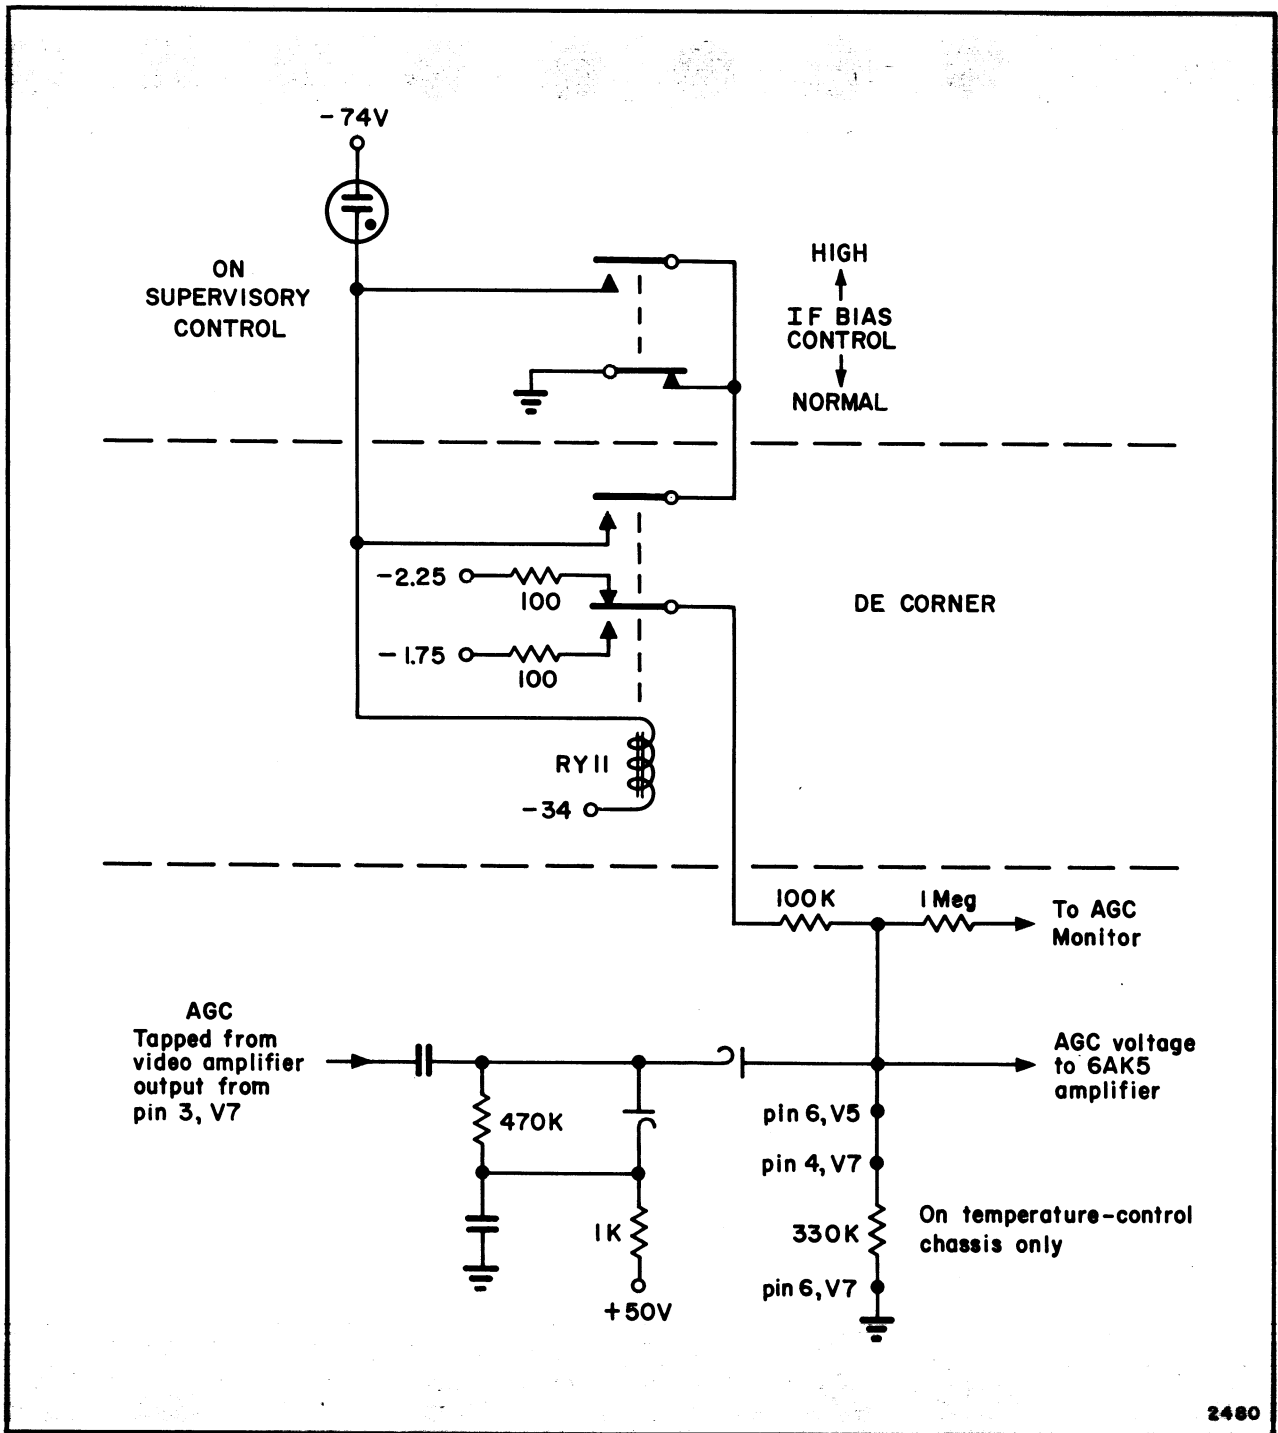 -74V
ON
SUPERVISORY
CONTROL
HIGH
IF BIAS
CONTROL
NORMAL
-2.25
100
-1.75
100
DE CORNER
RY11
-34
100K
1 Meg
To AGC
Monitor
AGC
Tapped from
video amplifier
output from
pin 3, V7
470K
1K
+50V
AGC voltage
to 6AK5
amplifier
pin 6, V5
pin 4, V7
330K
On temperature-control
chassis only
pin 6, V7
2480